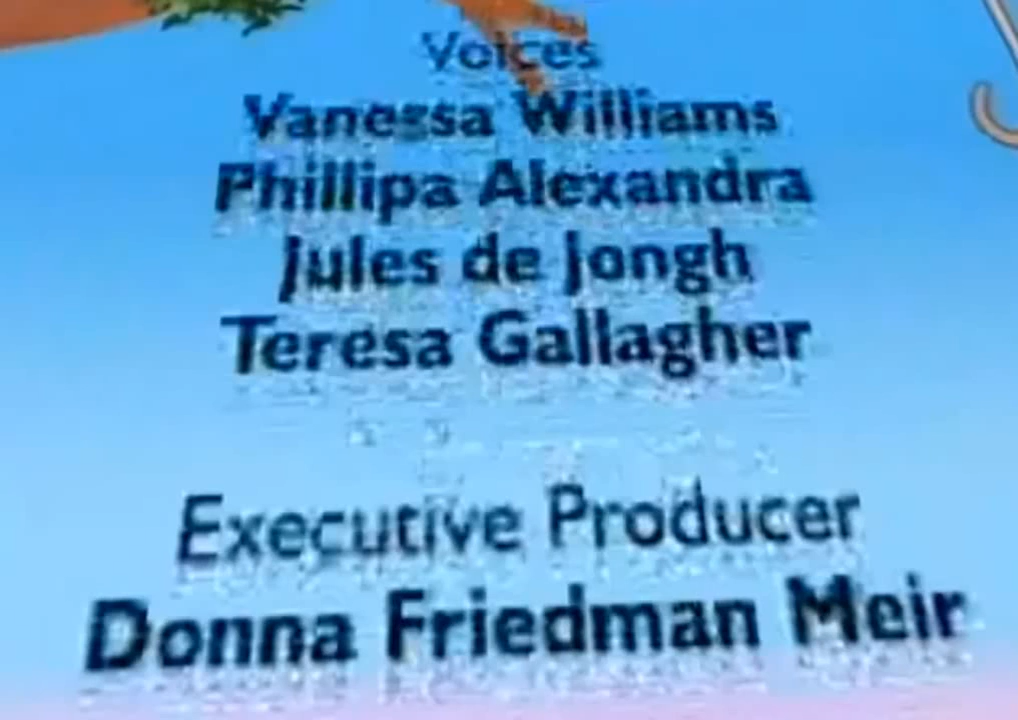 Voices
Vanessa Williams
Phillipa Alexandra
Jules de Jongh
Teresa Gallagher
Executive Producer
Donna Friedman Meir